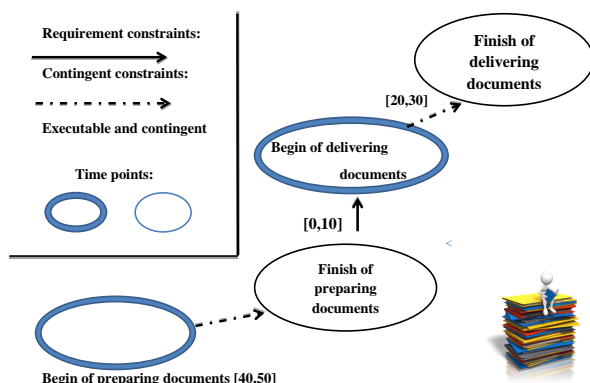 Requirement constraints:
Contingent constraints:
Executable and contingent
Time points:
Finish of
delivering
documents
[20,30]
Begin of delivering
documents
[0,10]
<
Finish of
preparing
documents
Begin of preparing documents [40,50]